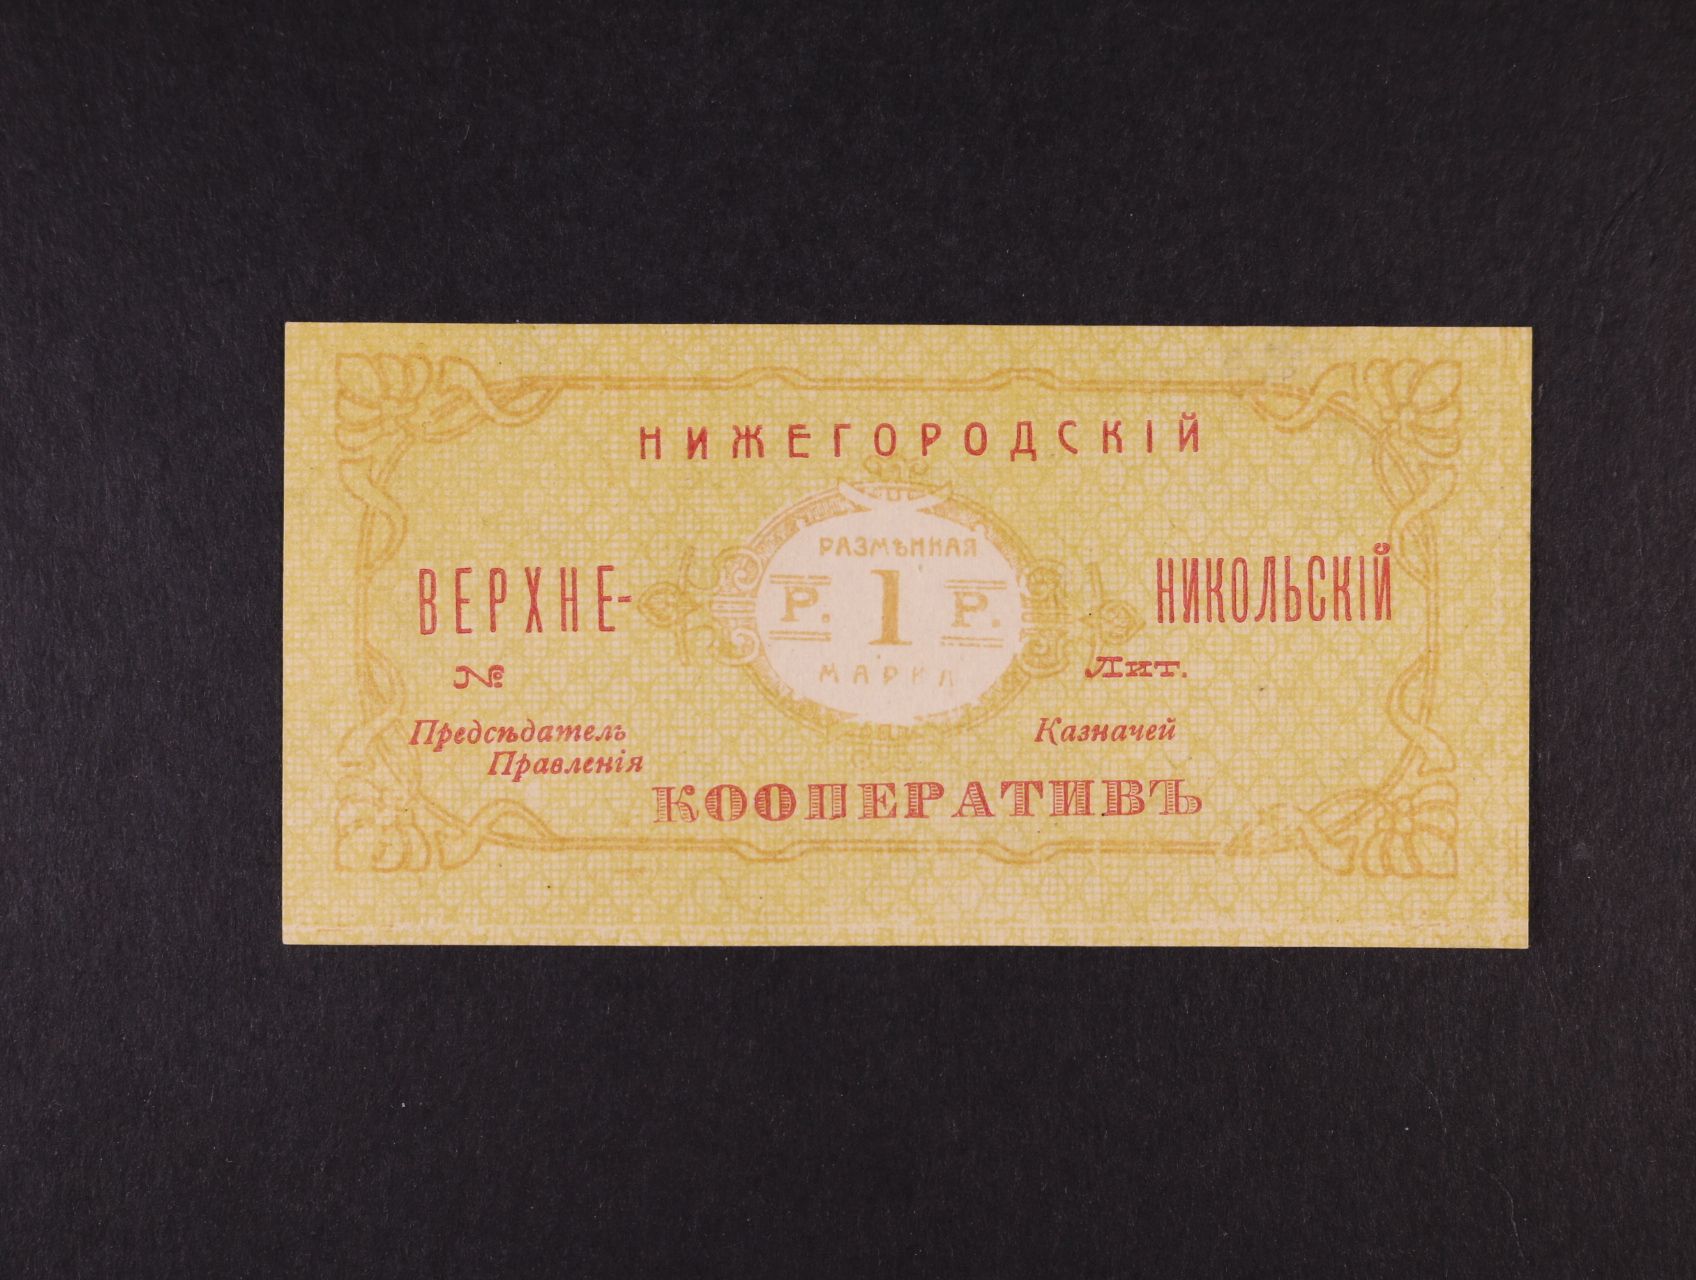 НИЖЕГОРОДСКІЙ
РАЗМѢННАЯ
ВЕРХНЕ- Р. 1 Р. НИКОЛЬСКІЙ
МАРКА
№ Лит.
Предсѣдатель Казначей
Правленія
КООПЕРАТИВЪ